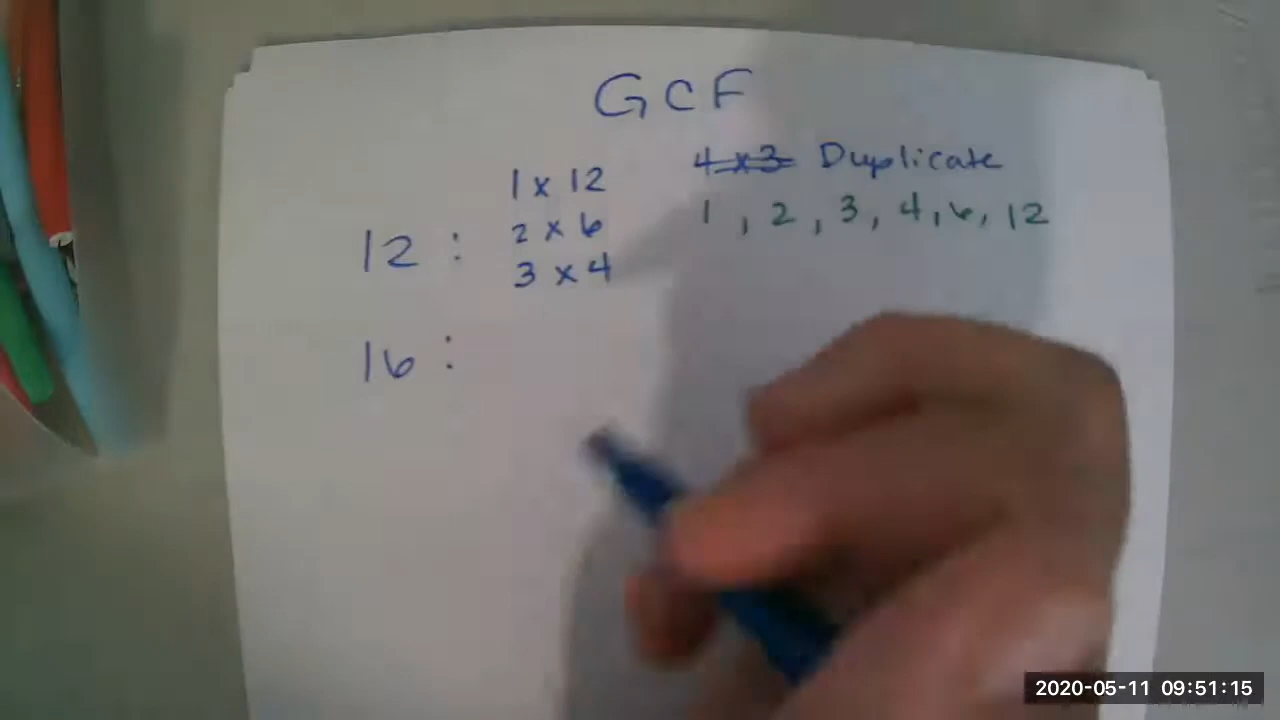 GCF
4 x 3 Duplicate
1 x 12
1, 2, 3, 4, 6, 12
12 : 2 x 6
3 x 4
16 :
2020-05-11 09:51:15